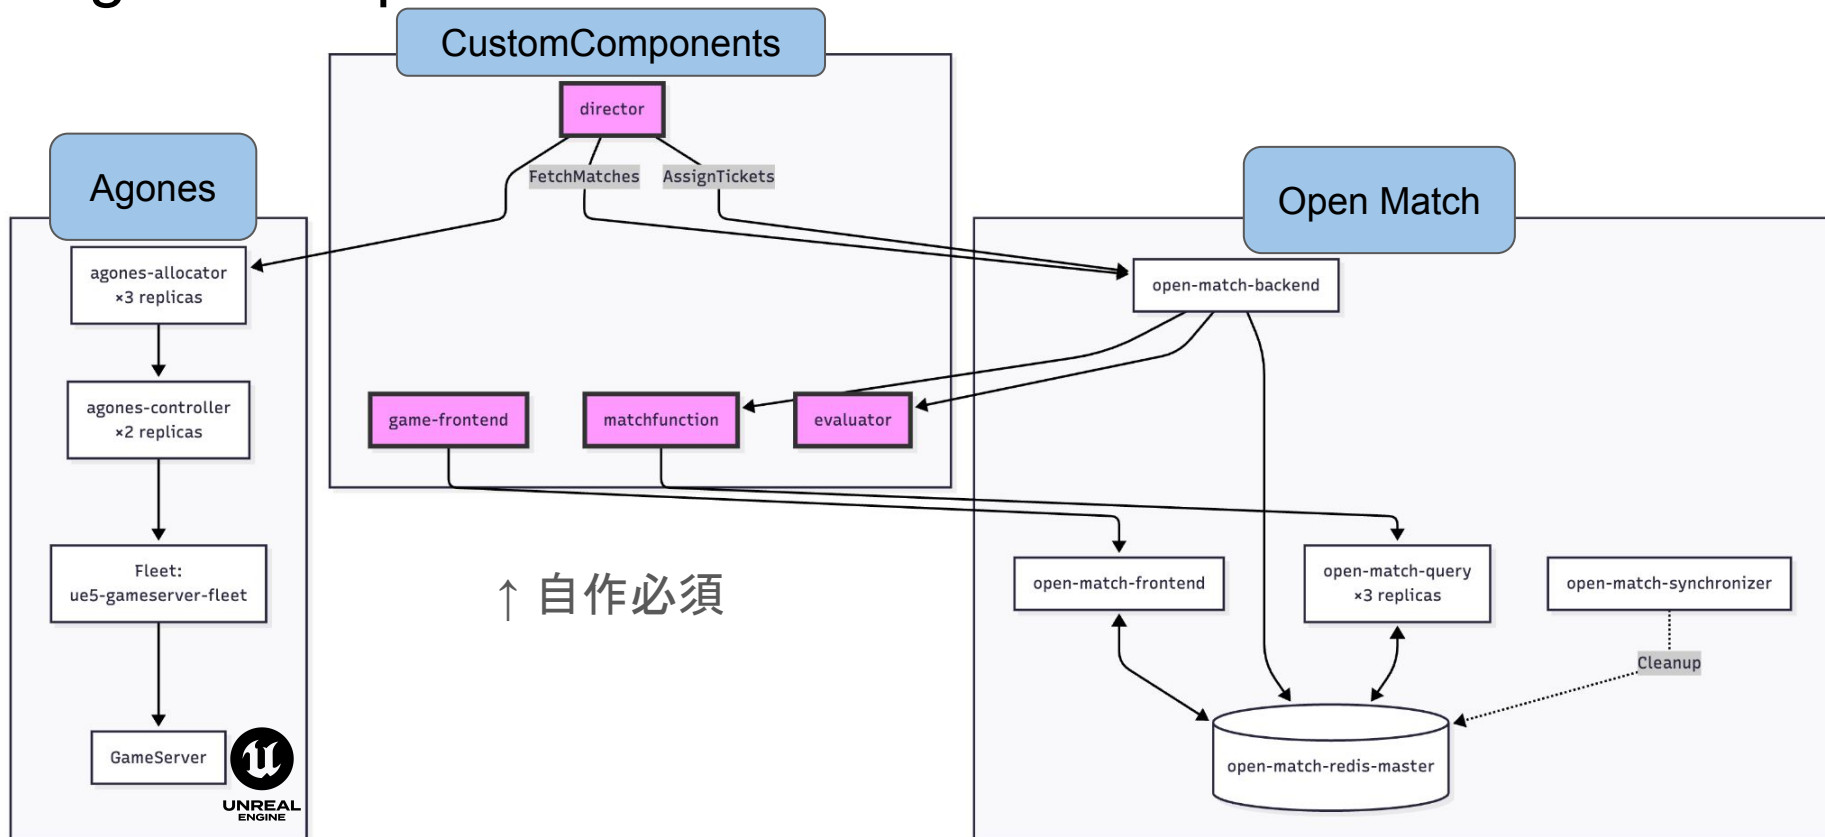 CustomComponents
director
FetchMatches
AssignTickets
Agones
agones-allocator
×3 replicas
agones-controller
×2 replicas
Fleet:
ue5-gameserver-fleet
GameServer
UNREAL
ENGINE
game-frontend
matchfunction
evaluator
↑ 自作必須
Open Match
open-match-backend
open-match-frontend
open-match-query
×3 replicas
open-match-synchronizer
Cleanup
open-match-redis-master